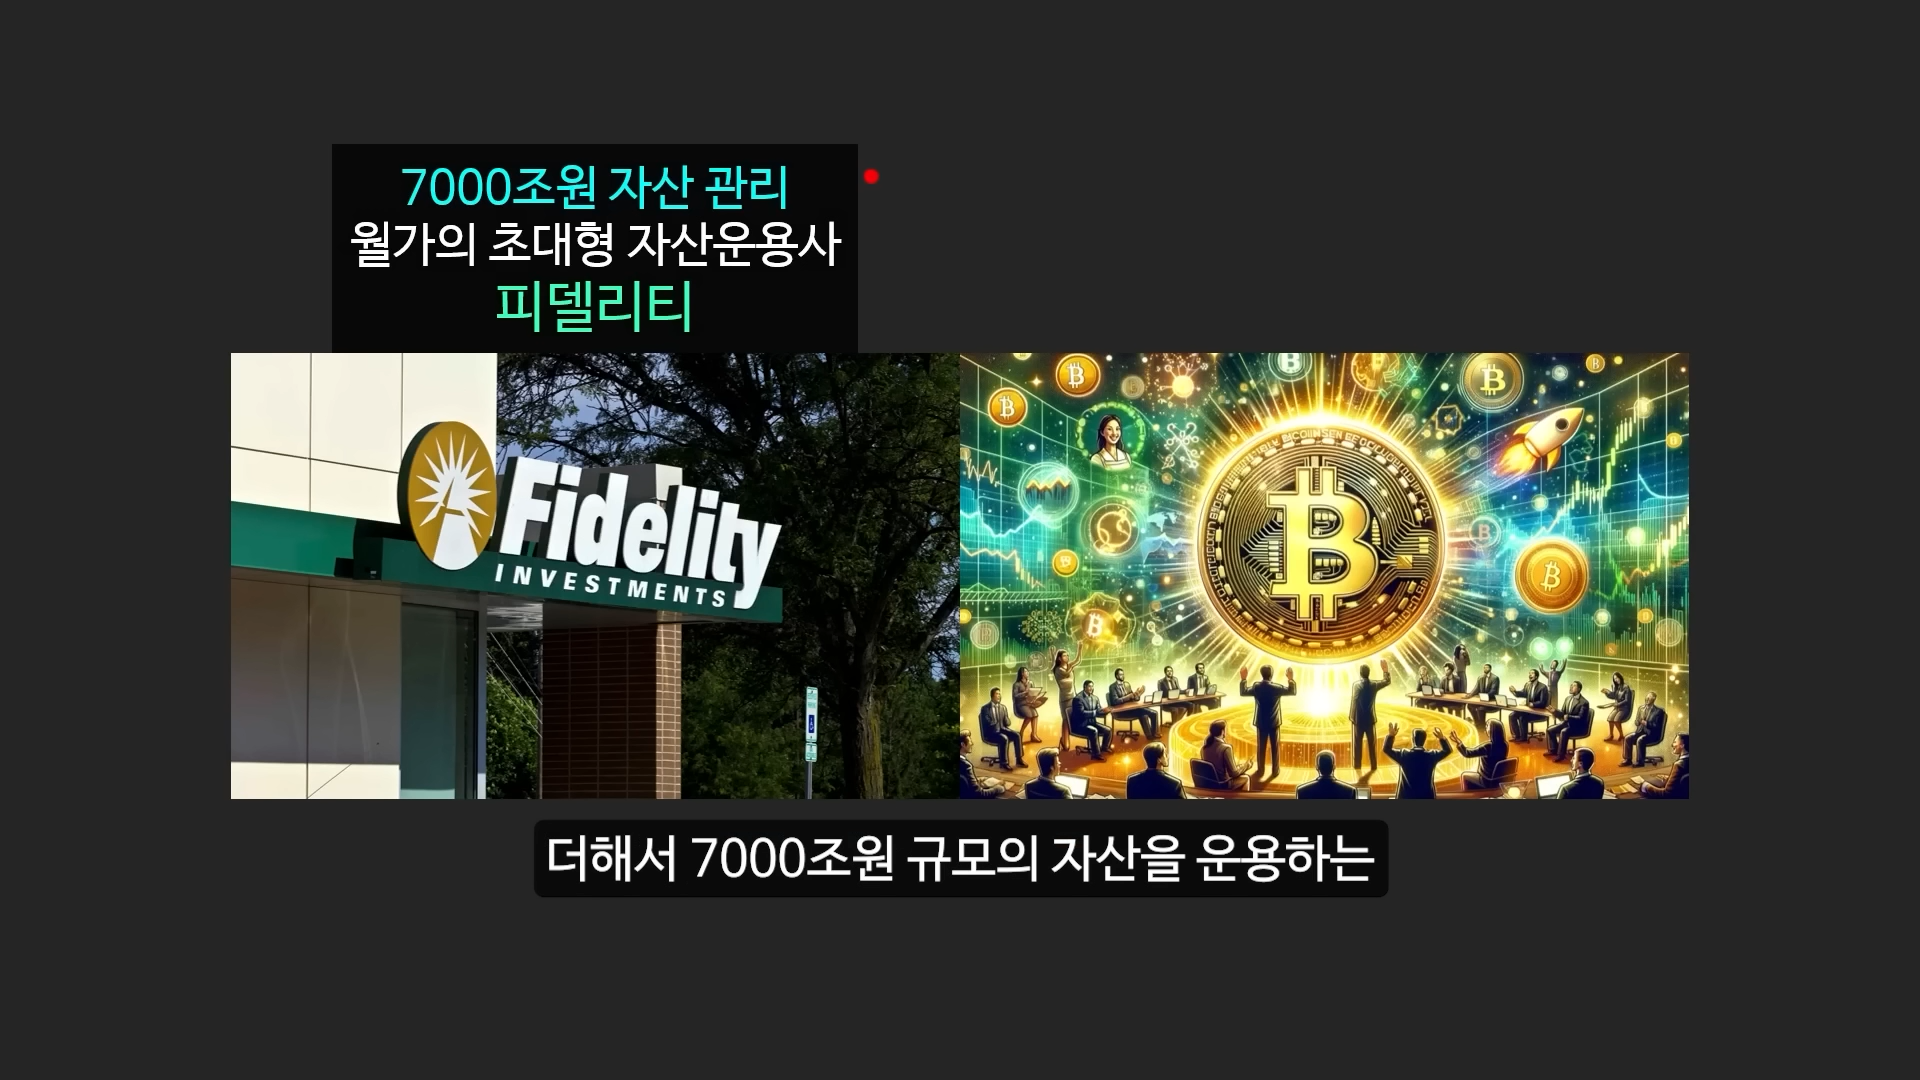 7000조원 자산 관리
월가의 초대형 자산운용사
피델리티
Fidelity
INVESTMENTS
더해서 7000조원 규모의 자산을 운용하는